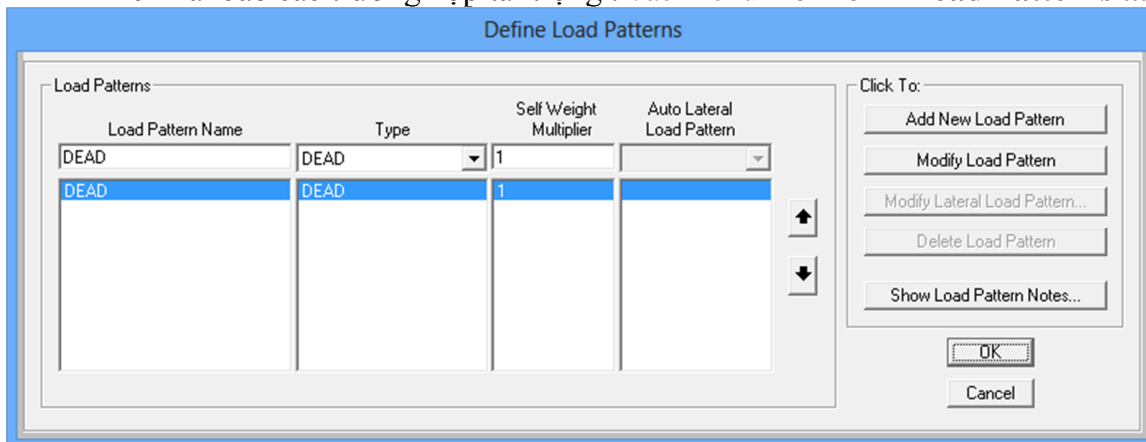 Define Load Patterns
Load Patterns
Click To:
Load Pattern Name
Type
Self Weight
Multiplier
Auto Lateral
Load Pattern
DEAD
DEAD
1
DEAD
DEAD
1
Add New Load Pattern
Modify Load Pattern
Modify Lateral Load Pattern...
Delete Load Pattern
Show Load Pattern Notes...
OK
Cancel